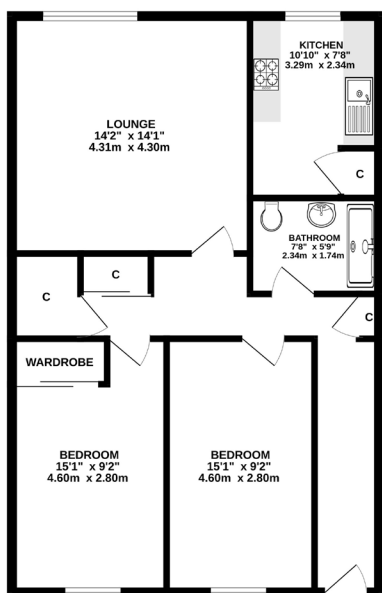 KITCHEN
10'10" x 7'8"
3.29m x 2.34m
LOUNGE
14'2" x 14'1"
4.31m x 4.30m
C
BATHROOM
7'8" x 5'9"
2.34m x 1.74m
C
C
C
WARDROBE
BEDROOM
15'1" x 9'2"
4.60m x 2.80m
BEDROOM
15'1" x 9'2"
4.60m x 2.80m